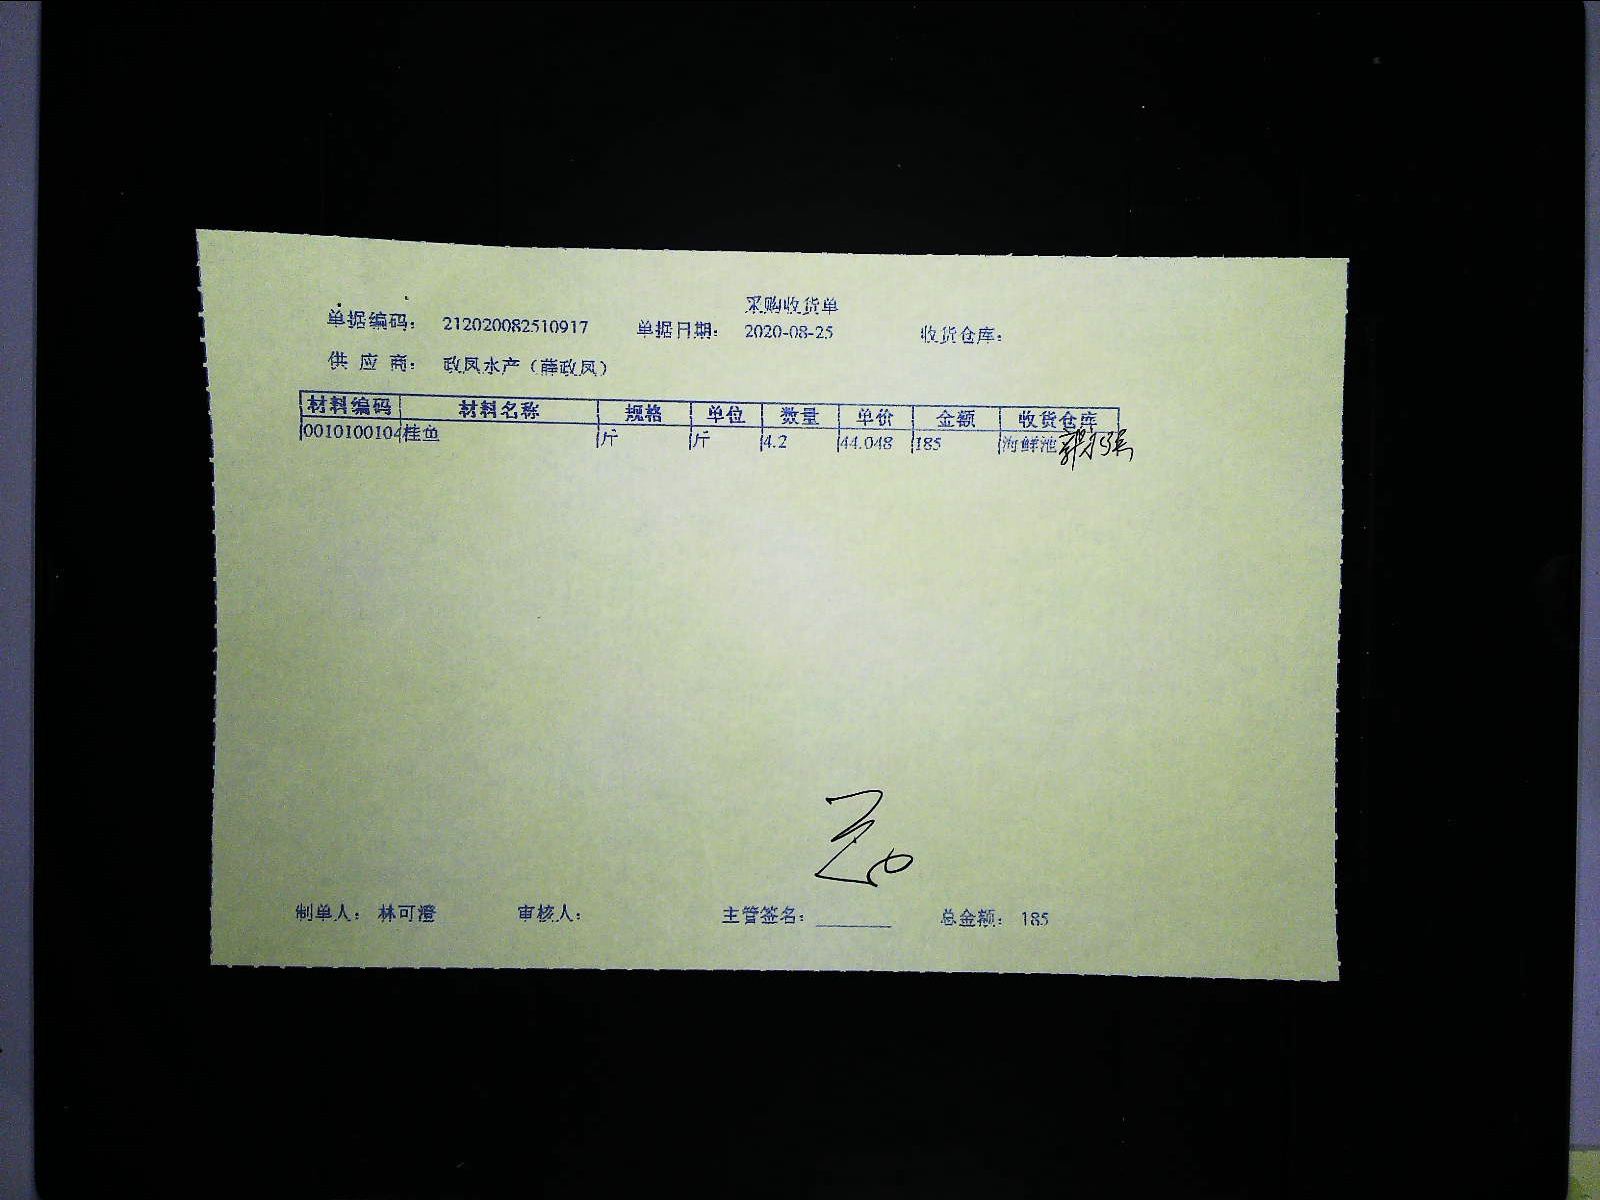 采购收货单
单据编码： 212020082510917 单据日期： 2020-08-25 收货仓库：
供 应 商： 政凤水产（薛政凤）
材料编码 材料名称 规格 单位 数量 单价 金额 收货仓库
0010100104 桂鱼 斤 斤 4.2 44.048 185 海鲜池
制单人： 林可澄 审核人： 主管签名： 总金额： 185